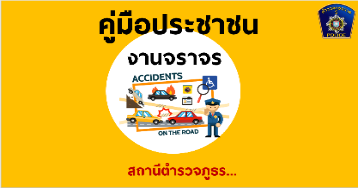 คู่มือประชาชน
งานจราจร
ACCIDENTS
ON THE ROAD
POLICE
สถานีตำรวจภูธร...